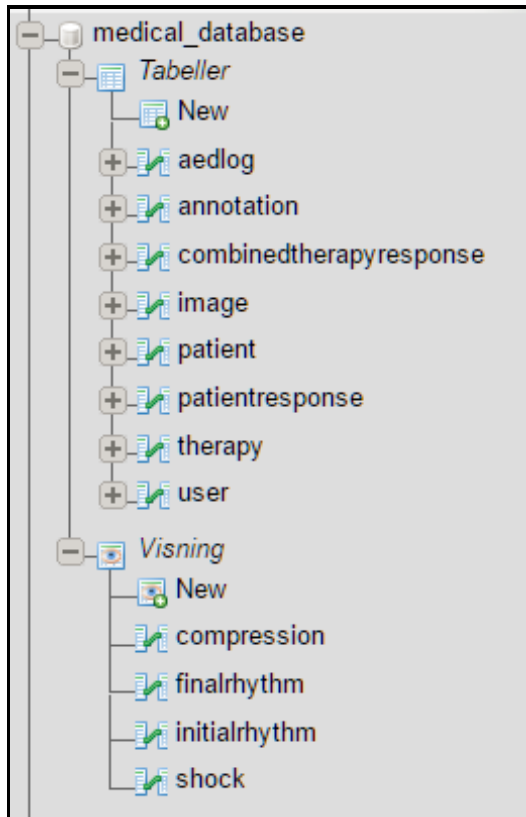 medical_database
Tabeller
New
aedlog
annotation
combinedtherapyresponse
image
patient
patientresponse
therapy
user
Visning
New
compression
finalrhythm
initialrhythm
shock